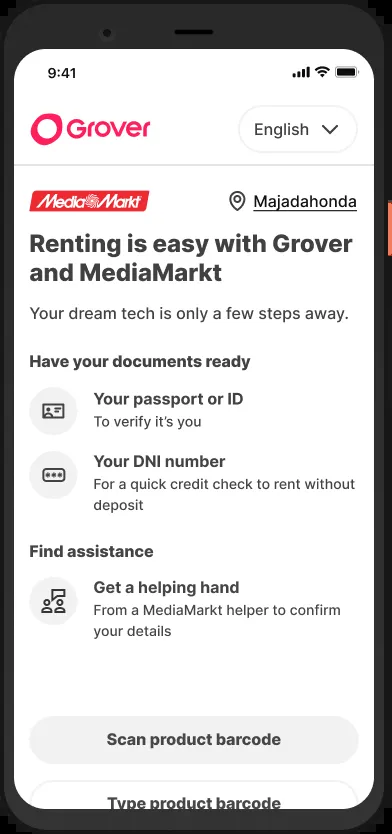 9:41
Grover
English
MediaMarkt
Majadahonda
Renting is easy with Grover
and MediaMarkt
Your dream tech is only a few steps away.
Have your documents ready
Your passport or ID
To verify it’s you
Your DNI number
For a quick credit check to rent without
deposit
Find assistance
Get a helping hand
From a MediaMarkt helper to confirm
your details
Scan product barcode
Type product barcode